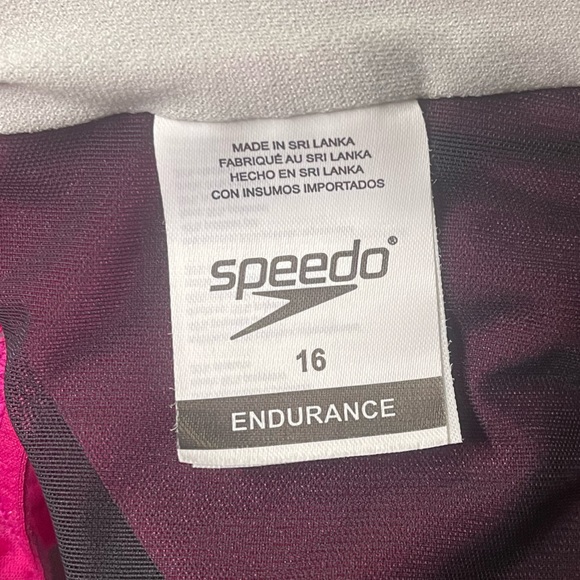 MADE IN SRI LANKA
FABRIQUÉ AU SRI LANKA
HECHO EN SRI LANKA
CON INSUMOS IMPORTADOS
speedo®
16
ENDURANCE